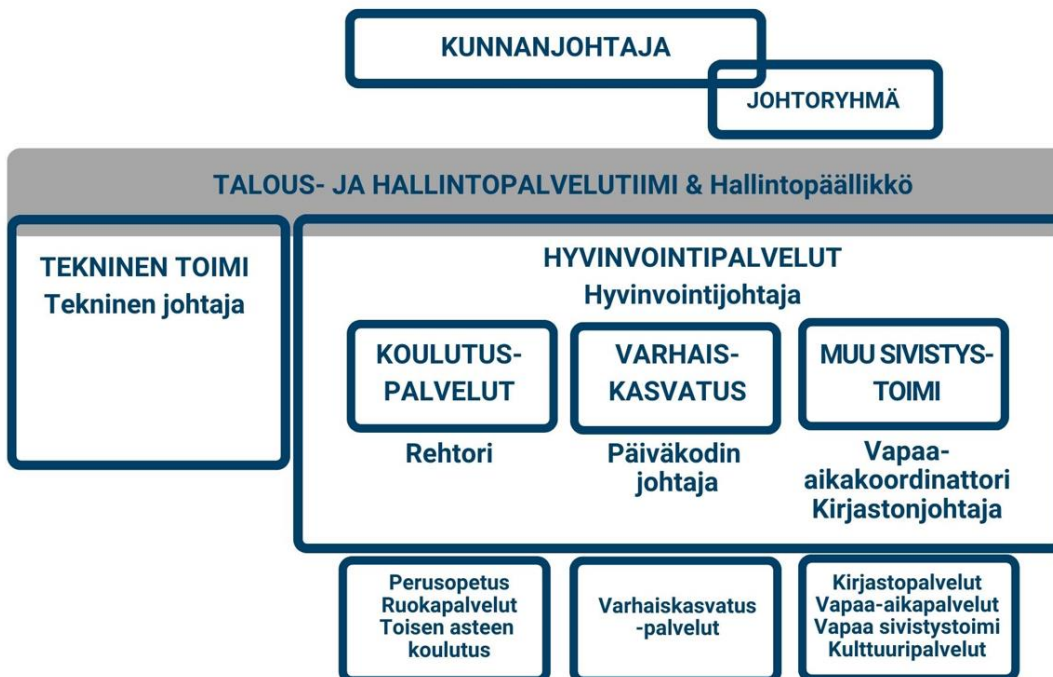 KUNNANJOHTAJA
JOHTORYHMÄ
TALOUS- JA HALLINTOPALVELUTIIMI & Hallintopäällikkö
TEKNINEN TOIMI
Tekninen johtaja
HYVINVOINTIPALVELUT
Hyvinvointijohtaja
KOULUTUS-
PALVELUT
Rehtori
VARHAIS-
KASVATUS
Päiväkodin
johtaja
MUU SIVISTYS-
TOIMI
Vapaa-
aikakoordinattori
Kirjastonjohtaja
Perusopetus
Ruokapalvelut
Toisen asteen
koulutus
Varhaiskasvatus
-palvelut
Kirjastopalvelut
Vapaa-aikapalvelut
Vapaa sivistystoimi
Kulttuuripalvelut